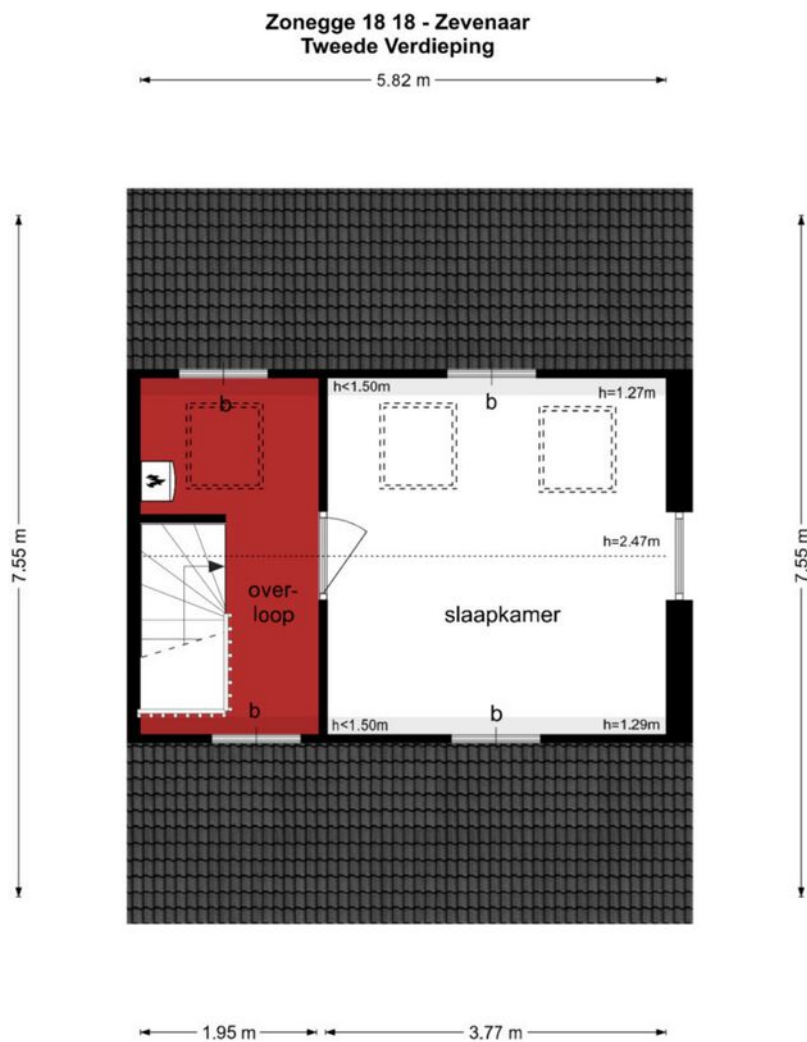 Zonegge 18 18 - Zevenaar
Tweede Verdieping
5.82 m
7.55 m
7.55 m
h<1.50m
h=1.27m
b
b
h=2.47m
over-
loop
slaapkamer
b
h<1.50m
b
h=1.29m
1.95 m
3.77 m